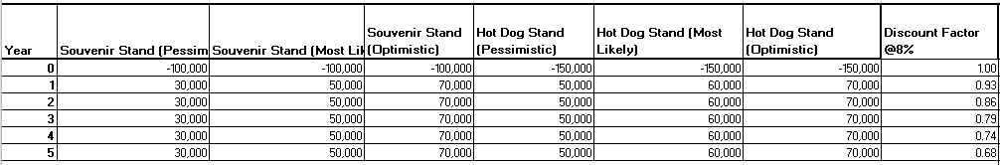 Year Souvenir Stand (Pessim Souvenir Stand (Most Lik Souvenir Stand (Optimistic) Hot Dog Stand (Pessimistic) Hot Dog Stand (Most Likely) Hot Dog Stand (Optimistic) Discount Factor @8%
0 -100,000 -100,000 -100,000 -150,000 -150,000 -150,000 1.00
1 30,000 50,000 70,000 50,000 60,000 70,000 0.93
2 30,000 50,000 70,000 50,000 60,000 70,000 0.86
3 30,000 50,000 70,000 50,000 60,000 70,000 0.79
4 30,000 50,000 70,000 50,000 60,000 70,000 0.74
5 30,000 50,000 70,000 50,000 60,000 70,000 0.68